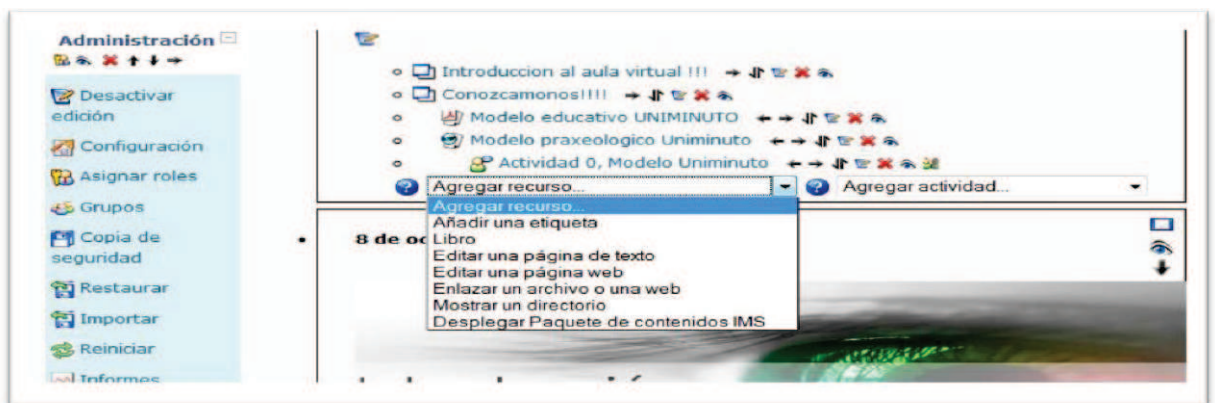 Administración
Desactivar
edición
Configuración
Asignar roles
Grupos
Copia de
seguridad
Restaurar
Importar
Reiniciar
Informes
Introduccion al aula virtual !!!
Conozcamonos!!!!
Modelo educativo UNIMINUTO
Modelo praxeologico Uniminuto
Actividad 0, Modelo Uniminuto
Agregar recurso... Agregar actividad...
Agregar recurso...
Añadir una etiqueta
Libro
Editar una página de texto
Editar una página web
Enlazar un archivo o una web
Mostrar un directorio
Desplegar Paquete de contenidos IMS
8 de